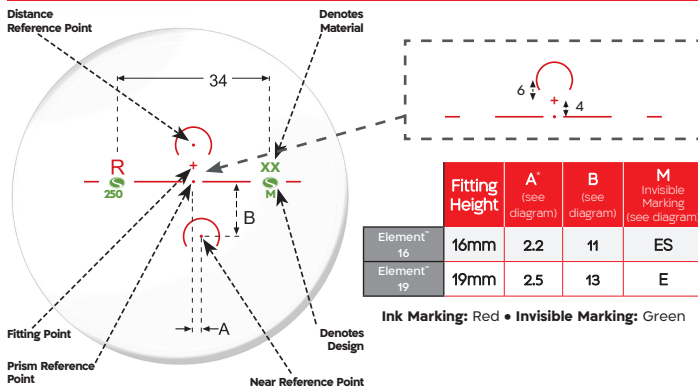 Distance
Reference Point
Denotes
Material
34
R
250
XX
M
B
A
Fitting Point
Prism Reference
Point
Near Reference Point
Denotes
Design
6
4
Fitting Height
A* (see diagram)
B (see diagram)
M Invisible Marking (see diagram)
Element™ 16 16mm 2.2 11 ES
Element™ 19 19mm 2.5 13 E
Ink Marking: Red • Invisible Marking: Green